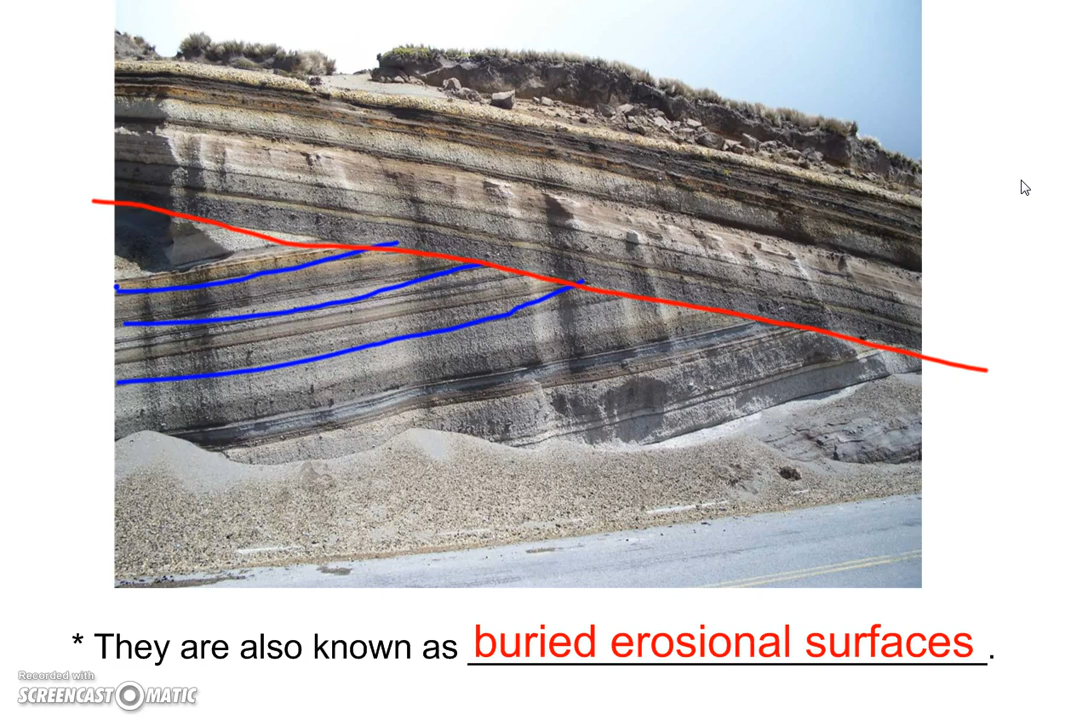 * They are also known as buried erosional surfaces.
Recorded with
SCREENCAST-O-MATIC